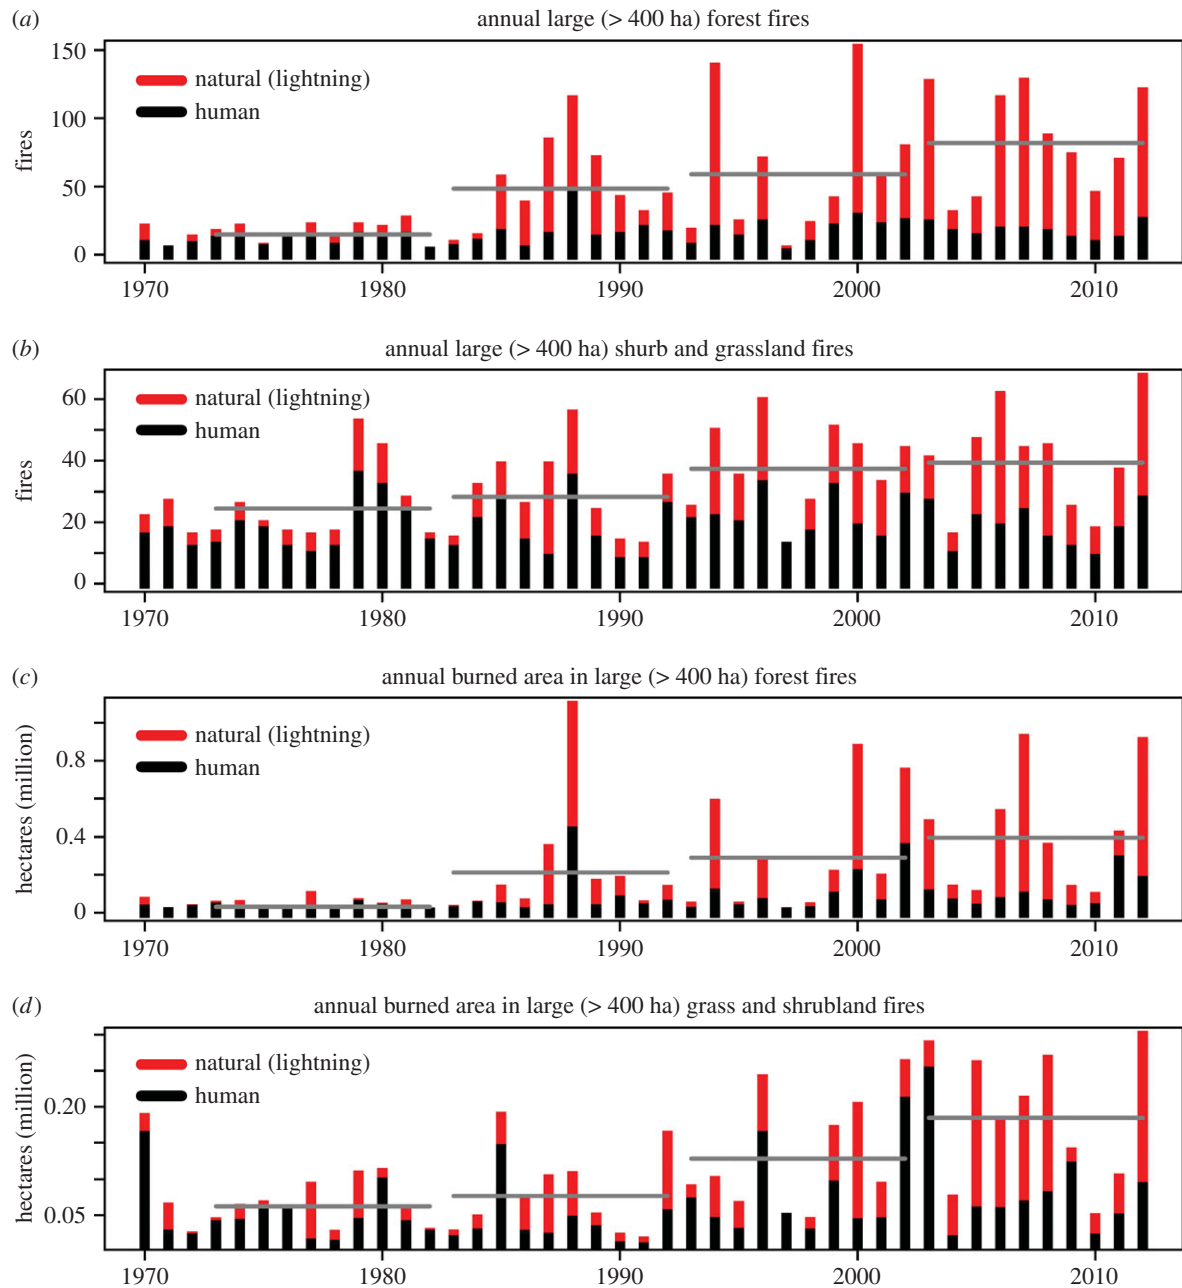 (a) annual large (> 400 ha) forest fires
150
natural (lightning)
human
100
fires
50
0
1970 1980 1990 2000 2010
(b) annual large (> 400 ha) shurb and grassland fires
60
natural (lightning)
human
40
fires
20
0
1970 1980 1990 2000 2010
(c) annual burned area in large (> 400 ha) forest fires
natural (lightning)
human
0.8
hectares (million)
0.4
0
1970 1980 1990 2000 2010
(d) annual burned area in large (> 400 ha) grass and shrubland fires
natural (lightning)
human
0.20
hectares (million)
0.05
1970 1980 1990 2000 2010